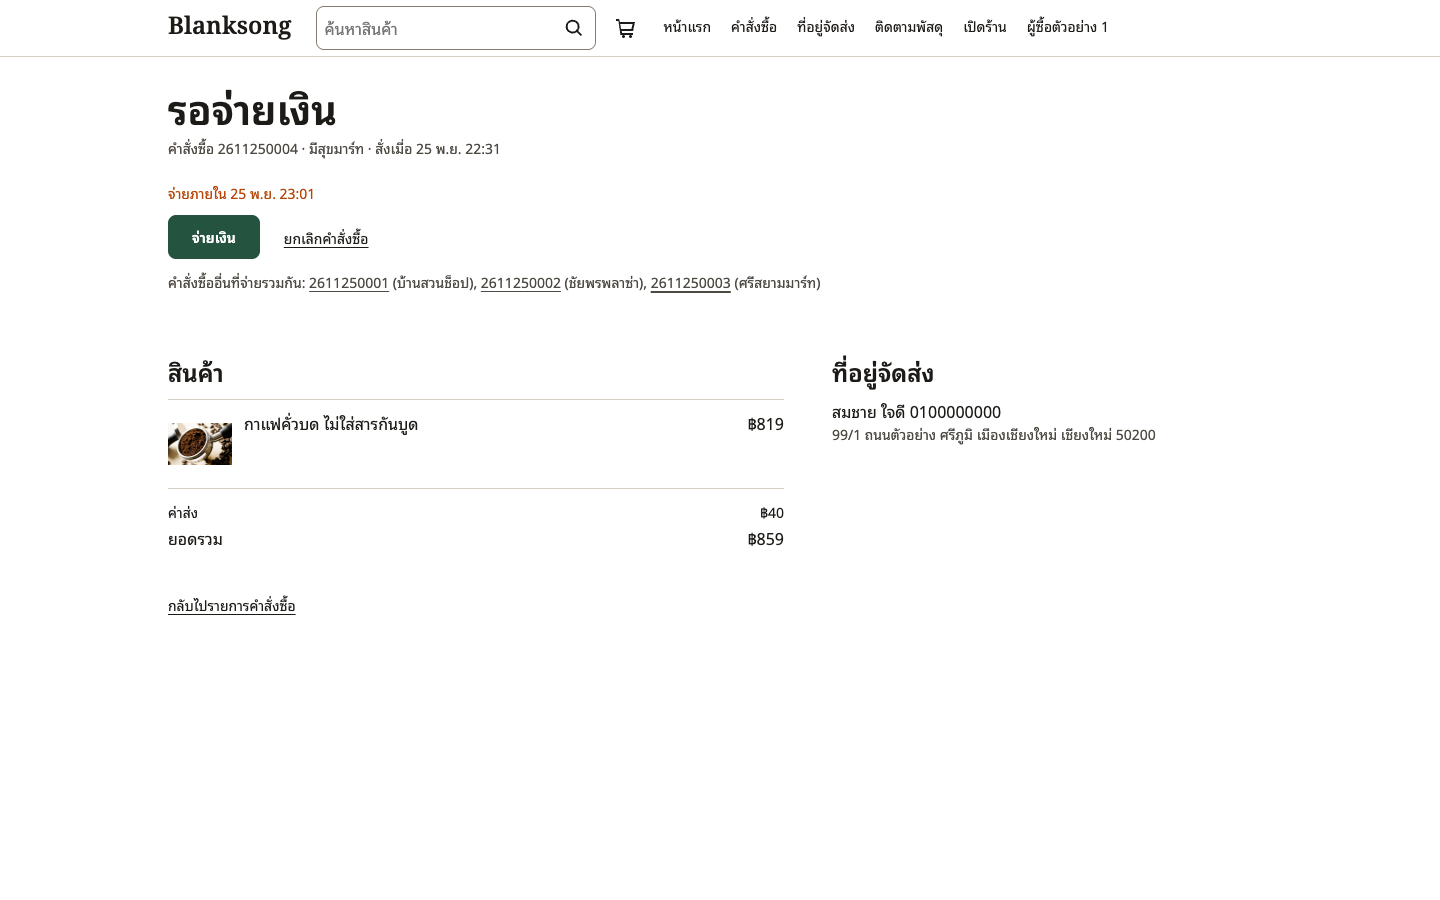 Blanksong
ค้นหาสินค้า
หน้าแรก
คำสั่งซื้อ
ที่อยู่จัดส่ง
ติดตามพัสดุ
เปิดร้าน
ผู้ซื้อตัวอย่าง 1
รอจ่ายเงิน
คำสั่งซื้อ 2611250004 · มีสุขมาร์ท · สั่งเมื่อ 25 พ.ย. 22:31
จ่ายภายใน 25 พ.ย. 23:01
จ่ายเงิน
ยกเลิกคำสั่งซื้อ
คำสั่งซื้ออื่นที่จ่ายรวมกัน: 2611250001 (บ้านสวนช็อป), 2611250002 (ชัยพรพลาซ่า), 2611250003 (ศรีสยามมาร์ท)
สินค้า
กาแฟคั่วบด ไม่ใส่สารกันบูด
฿819
ค่าส่ง
฿40
ยอดรวม
฿859
ที่อยู่จัดส่ง
สมชาย ใจดี 0100000000
99/1 ถนนตัวอย่าง ศรีภูมิ เมืองเชียงใหม่ เชียงใหม่ 50200
กลับไปรายการคำสั่งซื้อ